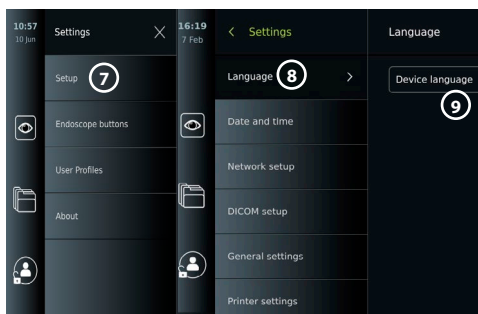 10:57
10 Jun
Settings
Setup
7
Endoscope buttons
User Profiles
About
16:19
7 Feb
Settings
Language
8
Date and time
Network setup
DICOM setup
General settings
Printer settings
Language
Device language
9